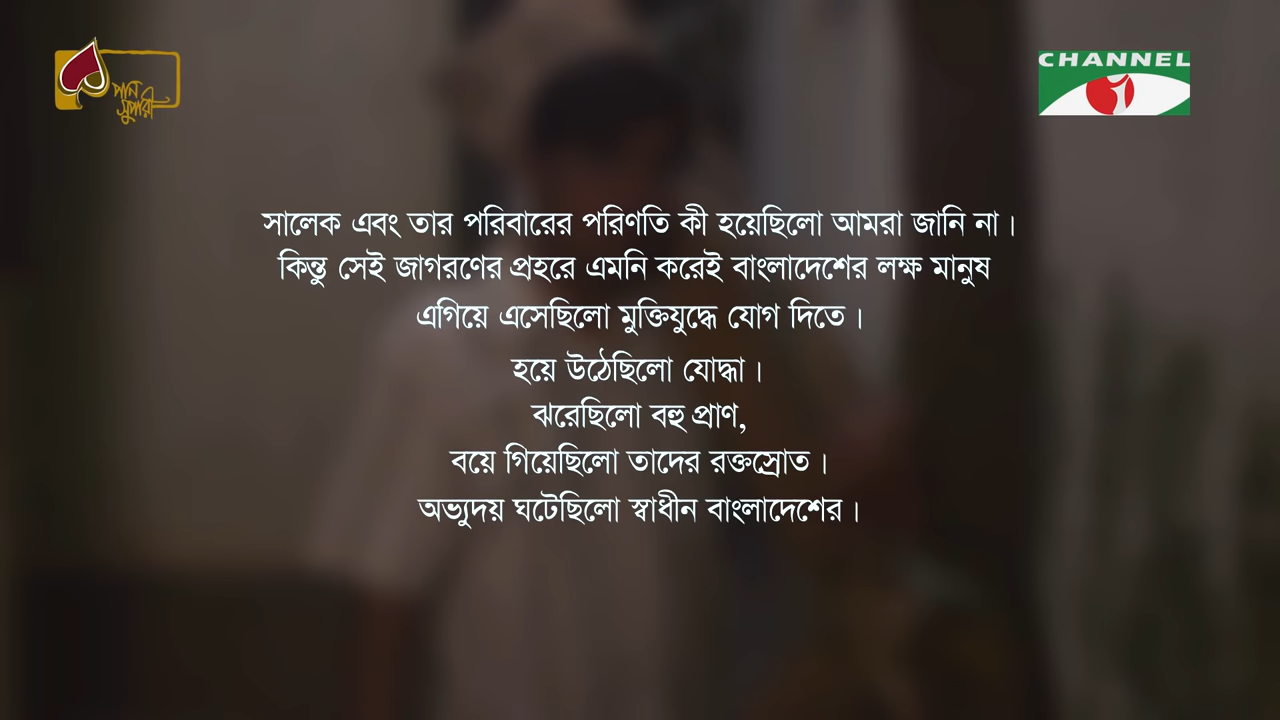 পান
সুপারী
CHANNEL
i
সালেক এবং তার পরিবারের পরিণতি কী হয়েছিলো আমরা জানি না।
কিন্তু সেই জাগরণের প্রহরে এমনি করেই বাংলাদেশের লক্ষ মানুষ
এগিয়ে এসেছিলো মুক্তিযুদ্ধে যোগ দিতে।
হয়ে উঠেছিলো যোদ্ধা।
ঝরেছিলো বহু প্রাণ,
বয়ে গিয়েছিলো তাদের রক্তস্রোত।
অভ্যুদয় ঘটেছিলো স্বাধীন বাংলাদেশের।